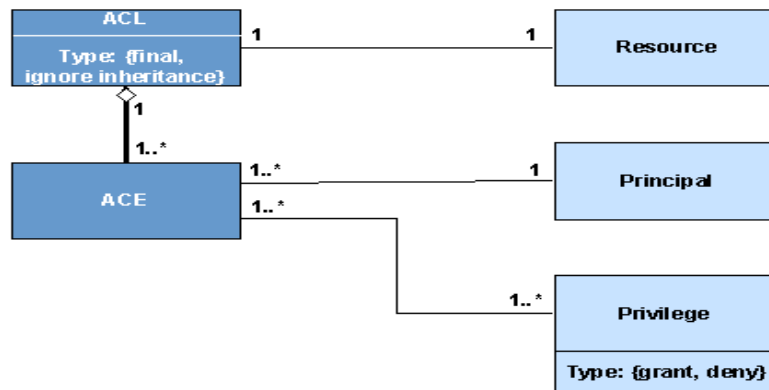 ACL
Type: {final,
ignore inheritance}
1
1
Resource
1
1..*
ACE
1..*
1
Principal
1..*
1..*
Privilege
Type: {grant, deny}